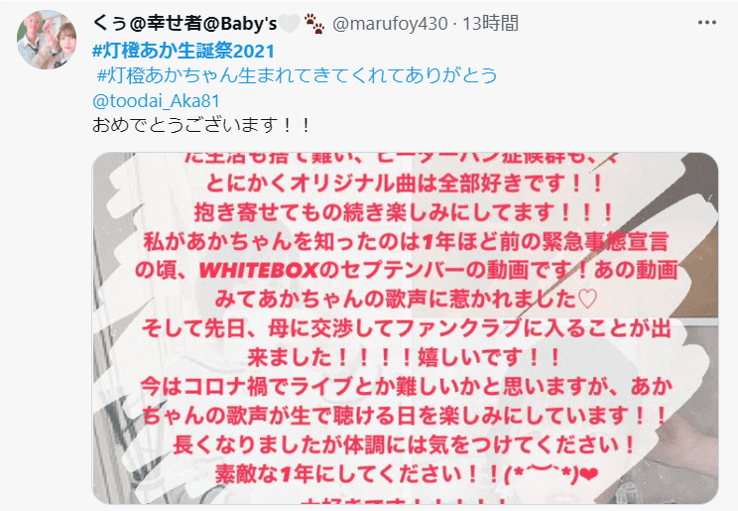 くぅ@幸せ者@Baby's🤍🐾 @marufoy430 · 13時間
#灯橙あか生誕祭2021
#灯橙あかちゃん生まれてきてくれてありがとう
@toodai_Aka81
おめでとうございます！！
た生活も捨て難い、ピーターパン症候群も、、
とにかくオリジナル曲は全部好きです！！
抱き寄せてもの続き楽しみにしてます！！！
私があかちゃんを知ったのは1年ほど前の緊急事態宣言
の頃、WHITEBOXのセプテンバーの動画です！あの動画
みてあかちゃんの歌声に惹かれました♡
そして先日、母に交渉してファンクラブに入ることが出
来ました！！！！嬉しいです！！
今はコロナ禍でライブとか難しいかと思いますが、あか
ちゃんの歌声が生で聴ける日を楽しみにしています！！
長くなりましたが体調には気をつけてください！
素敵な1年にしてください！！(*˘︶˘*)❤
大好きです！！！！！